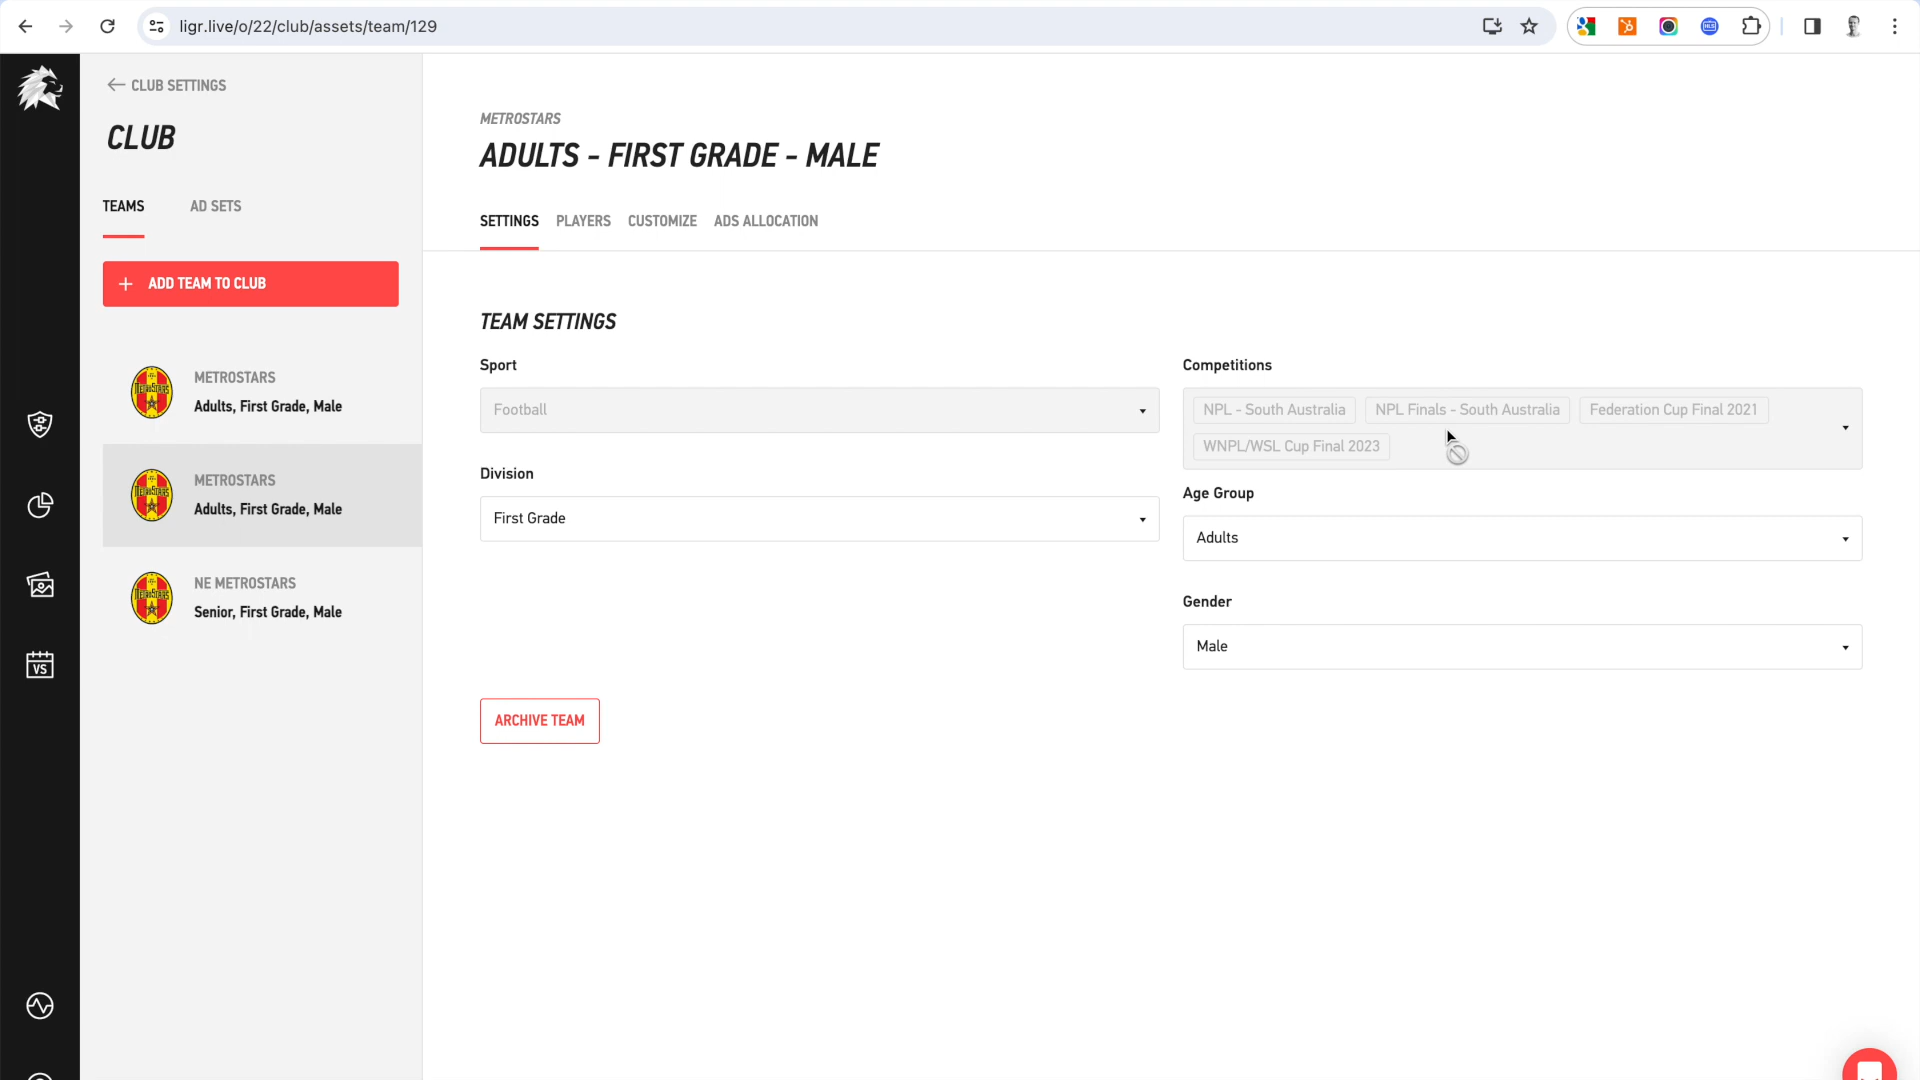 ligr.live/o/22/club/assets/team/129
CLUB SETTINGS
CLUB
TEAMS
AD SETS
ADD TEAM TO CLUB
METROSTARS
Adults, First Grade, Male
METROSTARS
Adults, First Grade, Male
NE METROSTARS
Senior, First Grade, Male
VS
METROSTARS
ADULTS - FIRST GRADE - MALE
SETTINGS
PLAYERS
CUSTOMIZE
ADS ALLOCATION
TEAM SETTINGS
Sport
Football
Division
First Grade
Competitions
NPL - South Australia
NPL Finals - South Australia
Federation Cup Final 2021
WNPL/WSL Cup Final 2023
Age Group
Adults
Gender
Male
ARCHIVE TEAM